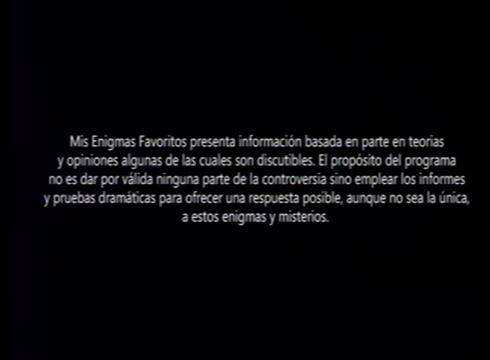 Mis Enigmas Favoritos presenta información basada en parte en teorias
y opiniones algunas de las cuales son discutibles. El propósito del programa
no es dar por válida ninguna parte de la controversia sino emplear los informes
y pruebas dramáticas para ofrecer una respuesta posible, aunque no sea la única,
a estos enigmas y misterios.